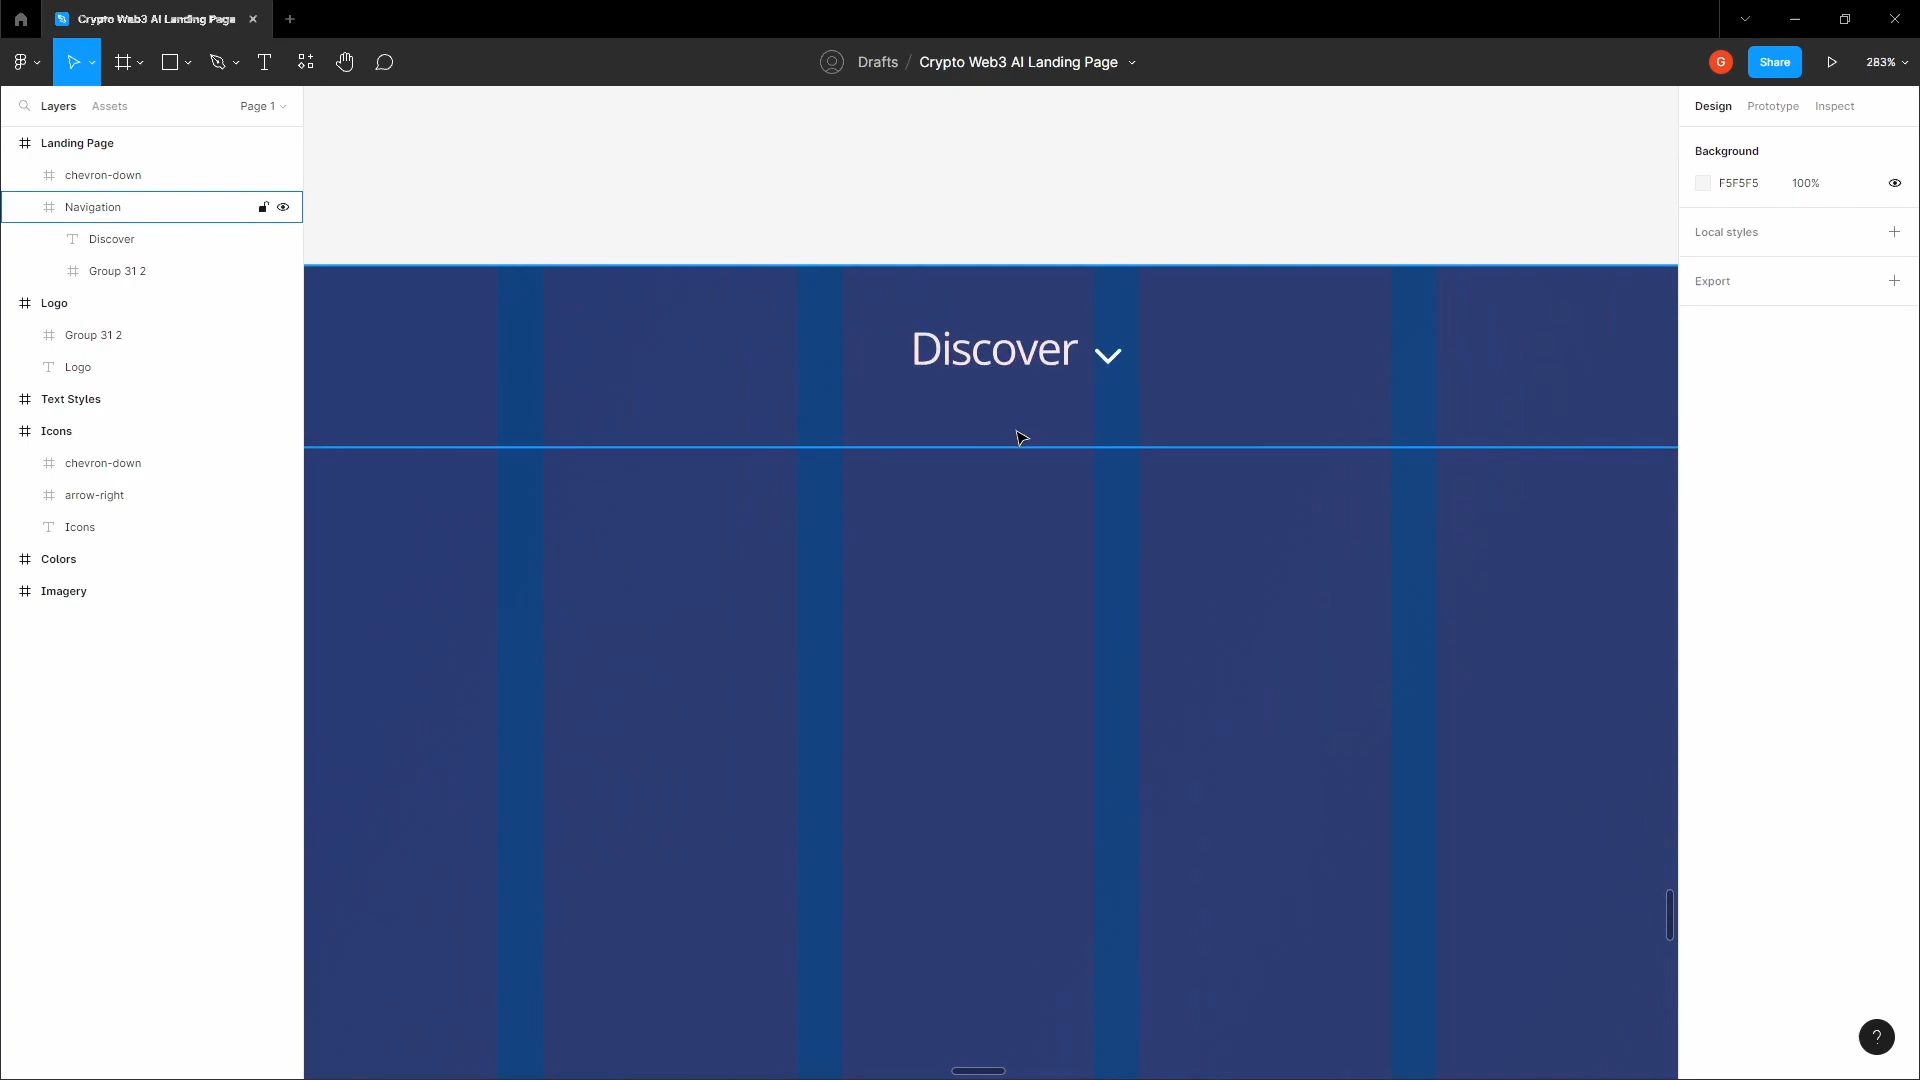 Crypto Web3 AI Landing Page
Drafts / Crypto Web3 AI Landing Page
G
Share
283%
Layers
Assets
Page 1
Landing Page
chevron-down
Navigation
Discover
Group 31 2
Logo
Group 31 2
Logo
Text Styles
Icons
chevron-down
arrow-right
Icons
Colors
Imagery
Discover
Design
Prototype
Inspect
Background
F5F5F5
100%
Local styles
Export
?